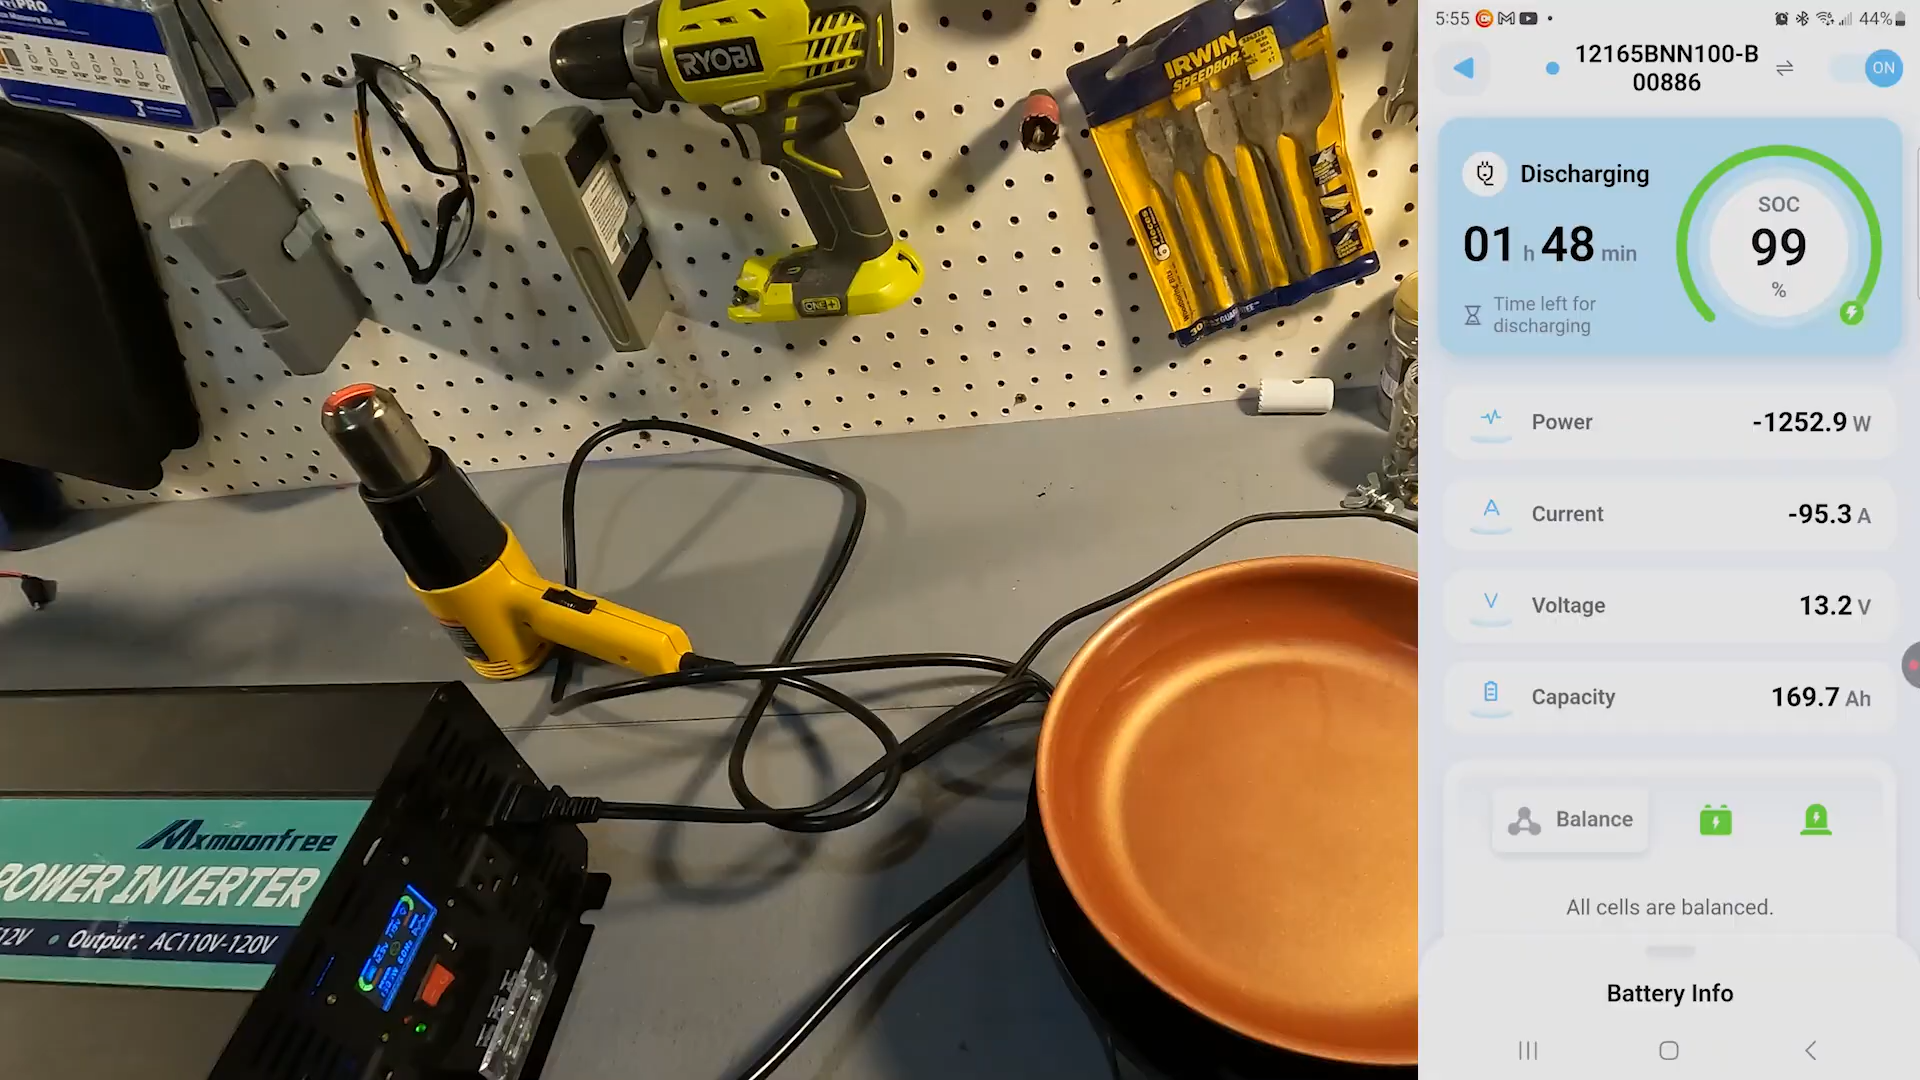 RYOBI
ONE+
IRWIN
SPEEDBOR
Mxmoonfree
POWER INVERTER
12V • Output: AC110V-120V
5:55
44%
12165BNN100-B
00886
ON
Discharging
01 h 48 min
Time left for
discharging
SOC
99
%
Power
-1252.9 W
Current
-95.3 A
Voltage
13.2 V
Capacity
169.7 Ah
Balance
All cells are balanced.
Battery Info